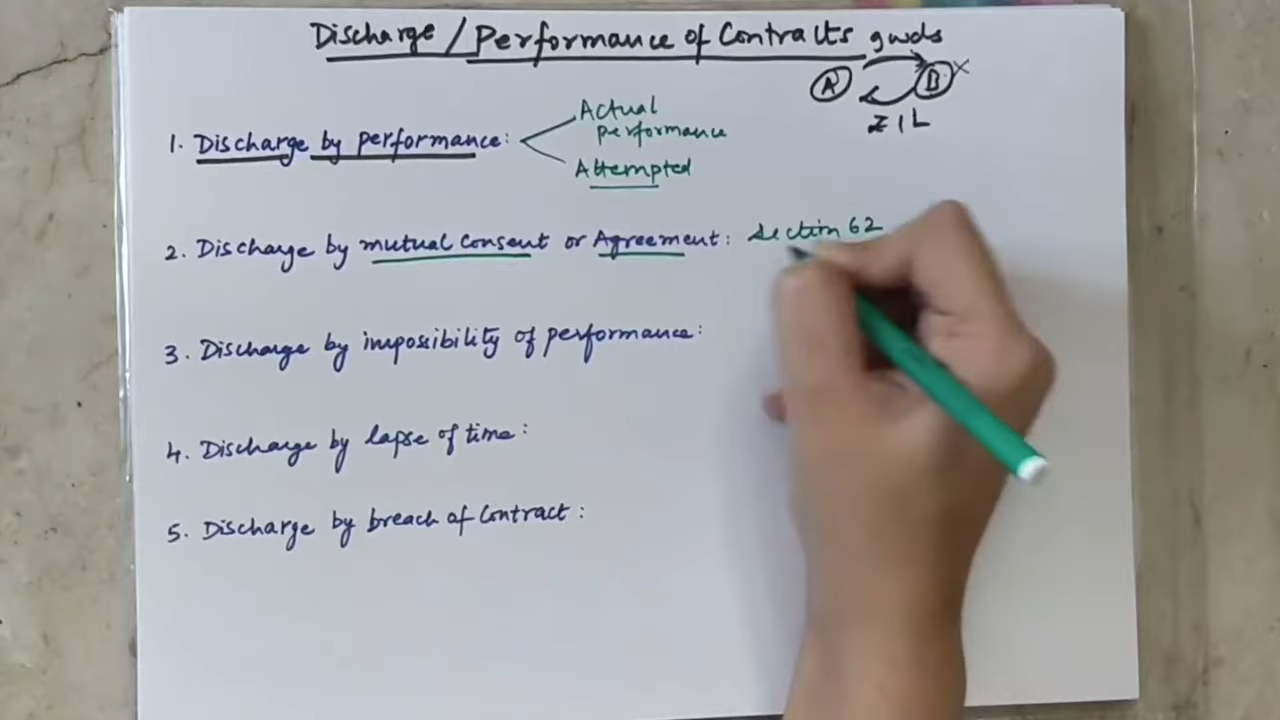 Discharge / Performance of Contracts goods
A B x
₹ 1 L
1. Discharge by performance: Actual
performance
Attempted
2. Discharge by mutual Consent or Agreement: Section 62
3. Discharge by impossibility of performance:
4. Discharge by lapse of time:
5. Discharge by breach of Contract: